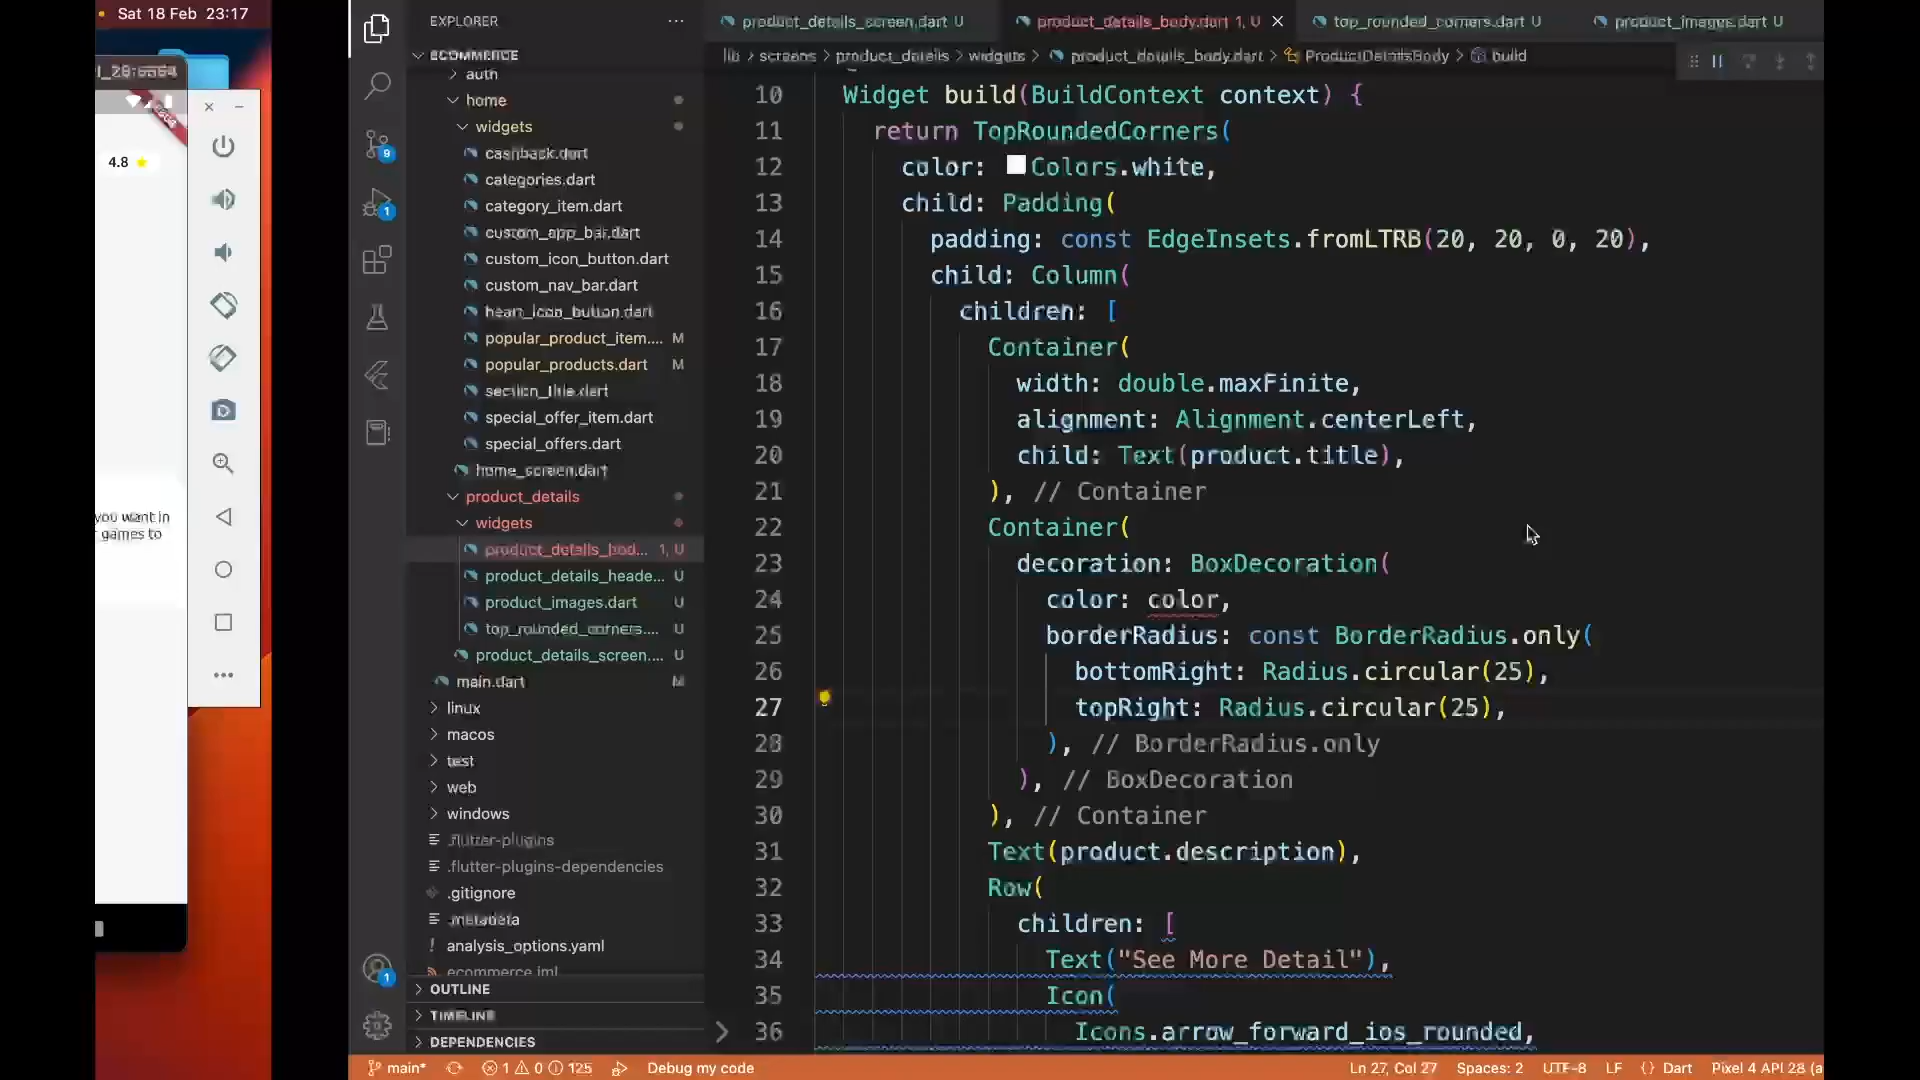 Sat 18 Feb 23:17
4.8
you want in
games to
EXPLORER
ECOMMERCE
auth
home
widgets
cashback.dart
categories.dart
category_item.dart
custom_app_bar.dart
custom_icon_button.dart
custom_nav_bar.dart
heart_icon_button.dart
popular_product_item.... M
popular_products.dart M
section_title.dart
special_offer_item.dart
special_offers.dart
home_screen.dart
product_details
widgets
product_details_bod... 1, U
product_details_heade... U
product_images.dart U
top_rounded_corners.... U
product_details_screen.... U
main.dart M
linux
macos
test
web
windows
.flutter-plugins
.flutter-plugins-dependencies
.gitignore
.metadata
analysis_options.yaml
ecommerce.iml
OUTLINE
TIMELINE
DEPENDENCIES
9
1
1
product_details_screen.dart U
product_details_body.dart 1, U
top_rounded_corners.dart U
product_images.dart U
lib > screens > product_details > widgets > product_details_body.dart > ProductDetailsBody > build
10 Widget build(BuildContext context) {
11 return TopRoundedCorners(
12 color: Colors.white,
13 child: Padding(
14 padding: const EdgeInsets.fromLTRB(20, 20, 0, 20),
15 child: Column(
16 children: [
17 Container(
18 width: double.maxFinite,
19 alignment: Alignment.centerLeft,
20 child: Text(product.title),
21 ), // Container
22 Container(
23 decoration: BoxDecoration(
24 color: color,
25 borderRadius: const BorderRadius.only(
26 bottomRight: Radius.circular(25),
27 topRight: Radius.circular(25),
28 ), // BorderRadius.only
29 ), // BoxDecoration
30 ), // Container
31 Text(product.description),
32 Row(
33 children: [
34 Text("See More Detail"),
35 Icon(
36 Icons.arrow_forward_ios_rounded,
main* 1 0 125 Debug my code
Ln 27, Col 27 Spaces: 2 UTF-8 LF {} Dart Pixel 4 API 28 (a